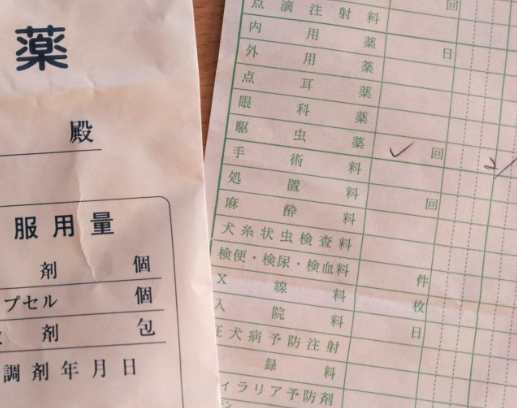 薬
殿
服用量
剤 個
プセル 個
剤 包
調剤年月日
点滴注射料 回
内用薬 日
外用薬
点耳薬
眼科薬
駆虫薬 ✓ 回
手術料
処置料 回
麻酔料
犬糸状虫検査料
検便・検尿・検血料 件
X線料 枚
入院料 日
狂犬病予防注射
録料
ィラリア予防剤